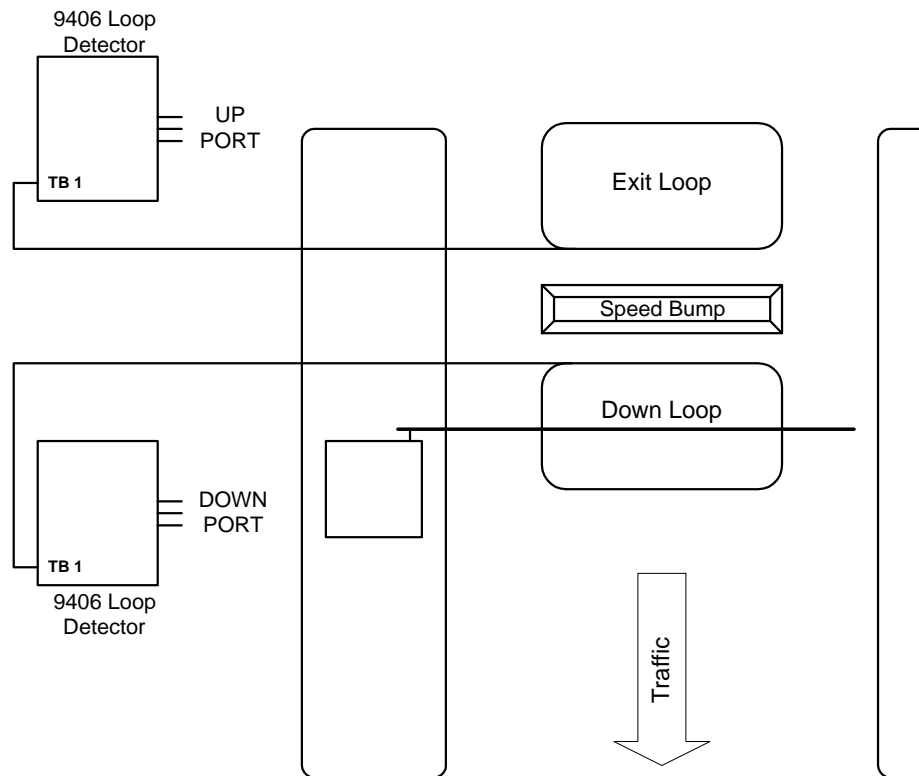 9406 Loop
Detector
UP
PORT
TB 1
Exit Loop
Speed Bump
Down Loop
DOWN
PORT
TB 1
9406 Loop
Detector
Traffic